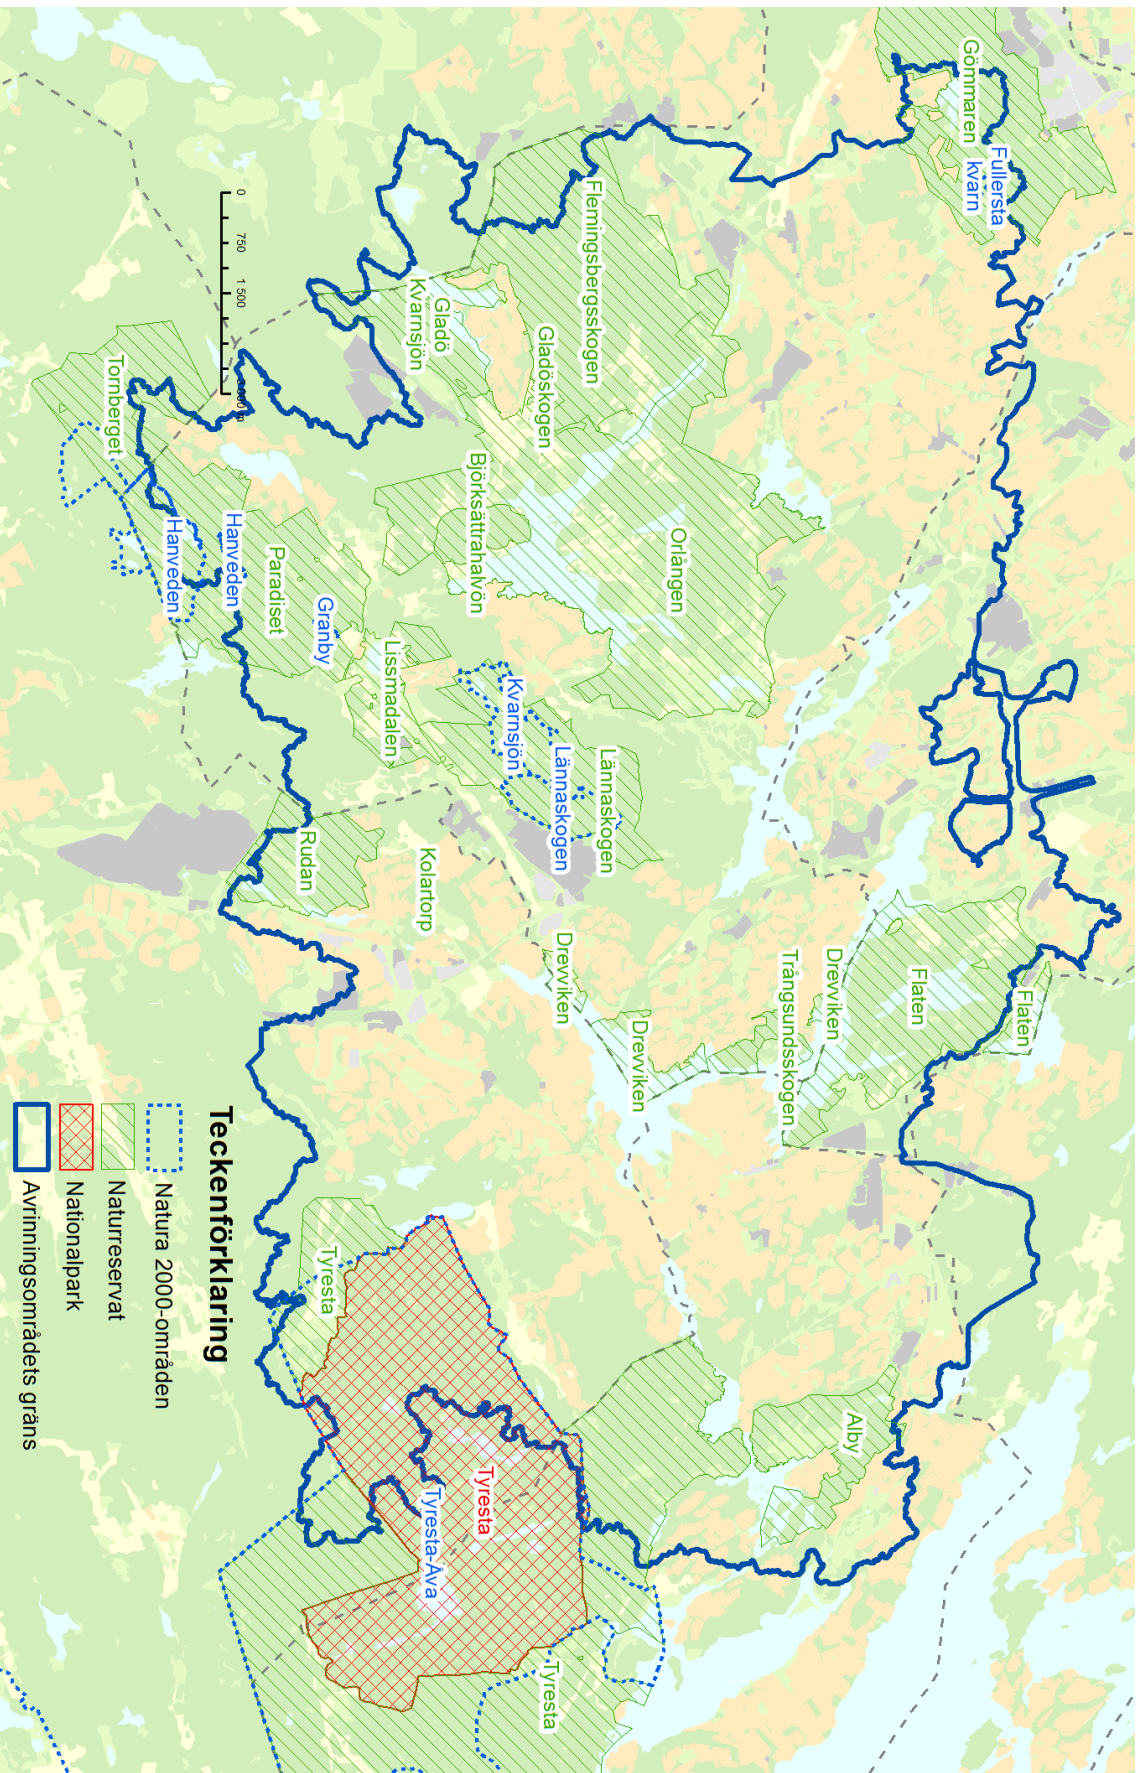 Gömmaren
Fullersta
kvarn
Flemingsbergsskogen
Gladö
Kvarnsjön
Gladöskogen
Björksättrahalvön
Orlången
Tornberget
Hanveden
Hanveden
Paradiset
Granby
Lissmadalen
Kvarnsjön
Lännaskogen
Lännaskogen
Rudan
Kolartorp
Drevviken
Drevviken
Drevviken
Trångsundsskogen
Flaten
Flaten
Alby
Tyresta
Tyresta
Tyresta-Åva
Tyresta
0
750
1 500
Teckenförklaring
Natura 2000-områden
Naturreservat
Nationalpark
Avrinningsområdets gräns